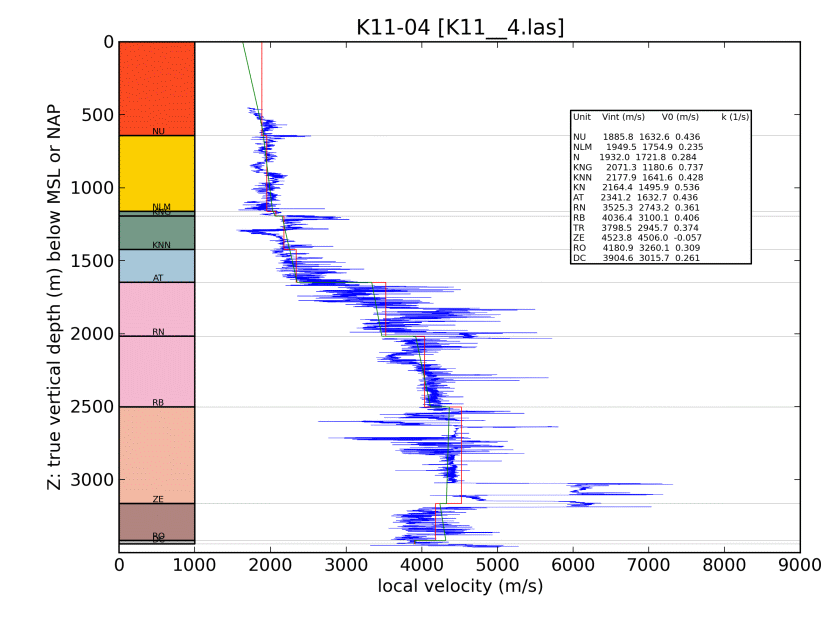 K11-04 [K11__4.las]
Z: true vertical depth (m) below MSL or NAP
0
500
1000
1500
2000
2500
3000
NU
NLM
KNG
KNN
AT
RN
RB
ZE
RO
DC
Unit Vint (m/s) V0 (m/s) k (1/s)
NU 1885.8 1632.6 0.436
NLM 1949.5 1754.9 0.235
N 1932.0 1721.8 0.284
KNG 2071.3 1180.6 0.737
KNN 2177.9 1641.6 0.428
KN 2164.4 1495.9 0.536
AT 2341.2 1632.7 0.436
RN 3525.3 2743.2 0.361
RB 4036.4 3100.1 0.406
TR 3798.5 2945.7 0.374
ZE 4523.8 4506.0 -0.057
RO 4180.9 3260.1 0.309
DC 3904.6 3015.7 0.261
0 1000 2000 3000 4000 5000 6000 7000 8000 9000
local velocity (m/s)